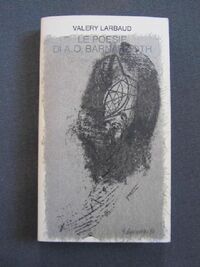 VALERY LARBAUD
LE POESIE
DI A.O. BARNABOOTH